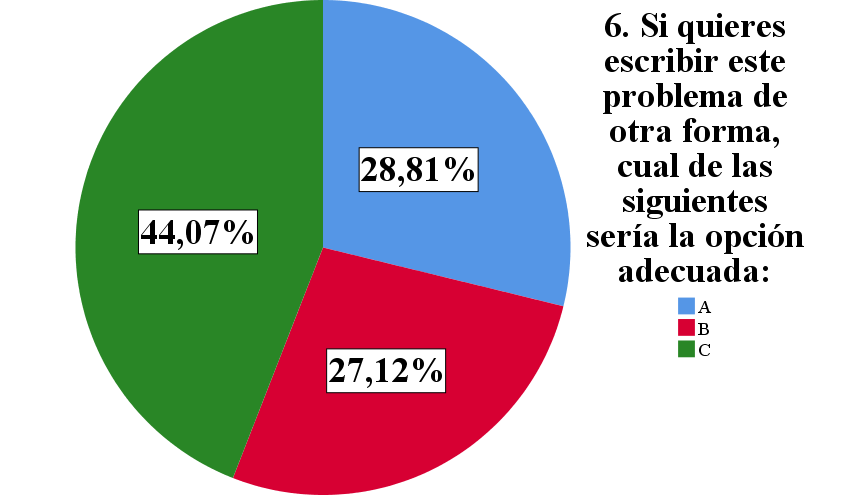 6. Si quieres
escribir este
problema de
otra forma,
cual de las
siguientes
sería la opción
adecuada:
A
B
C
28,81%
44,07%
27,12%